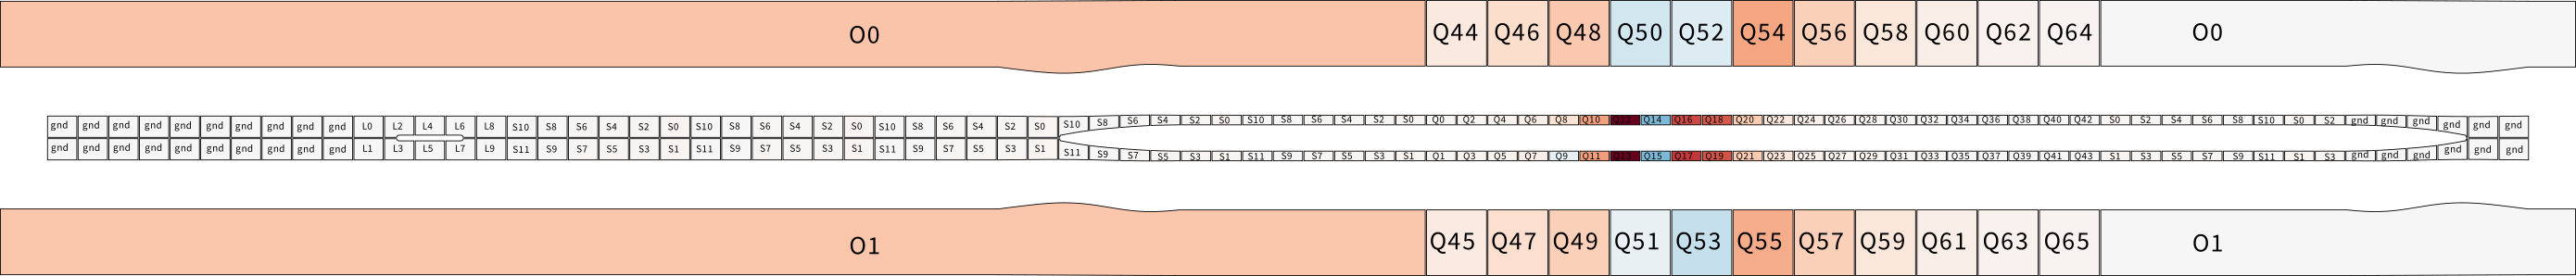 O0 Q44 Q46 Q48 Q50 Q52 Q54 Q56 Q58 Q60 Q62 Q64 O0
gnd gnd gnd gnd gnd gnd gnd gnd gnd gnd L0 L2 L4 L6 L8 S10 S8 S6 S4 S2 S0 S10 S8 S6 S4 S2 S0 S10 S8 S6 S4 S2 S0 S10 S8 S6 S4 S2 S0 S10 S8 S6 S4 S2 S0 Q0 Q2 Q4 Q6 Q8 Q10 Q12 Q14 Q16 Q18 Q20 Q22 Q24 Q26 Q28 Q30 Q32 Q34 Q36 Q38 Q40 Q42 S0 S2 S4 S6 S8 S10 S0 S2 gnd gnd gnd gnd gnd gnd
gnd gnd gnd gnd gnd gnd gnd gnd gnd gnd L1 L3 L5 L7 L9 S11 S9 S7 S5 S3 S1 S11 S9 S7 S5 S3 S1 S11 S9 S7 S5 S3 S1 S11 S9 S7 S5 S3 S1 S11 S9 S7 S5 S3 S1 Q1 Q3 Q5 Q7 Q9 Q11 Q13 Q15 Q17 Q19 Q21 Q23 Q25 Q27 Q29 Q31 Q33 Q35 Q37 Q39 Q41 Q43 S1 S3 S5 S7 S9 S11 S1 S3 gnd gnd gnd gnd gnd gnd
O1 Q45 Q47 Q49 Q51 Q53 Q55 Q57 Q59 Q61 Q63 Q65 O1